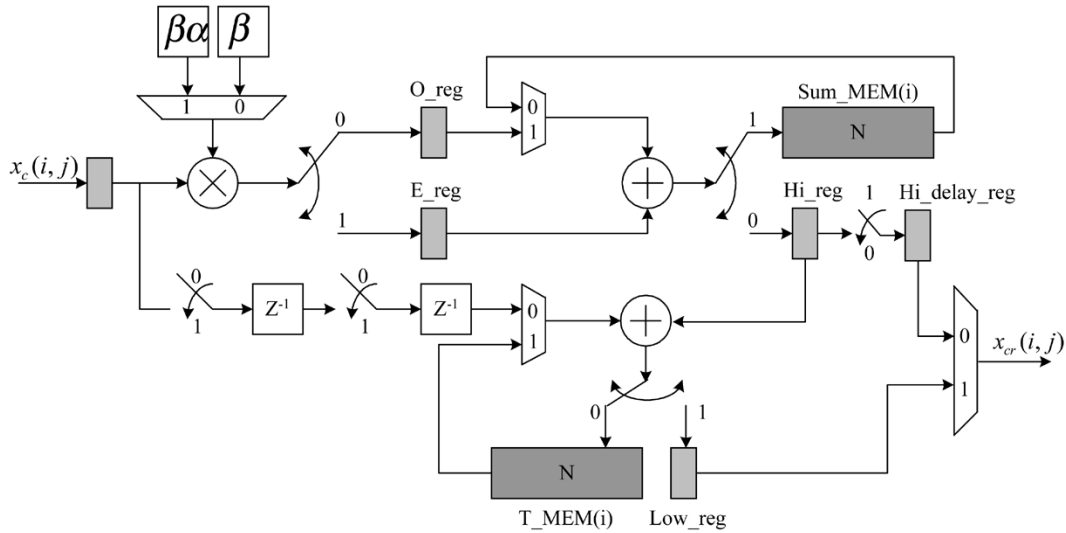 βα β
1 0
O_reg
Sum_MEM(i)
0
0
1
1
N
x_c(i, j)
E_reg
1
Hi_reg
1
Hi_delay_reg
0
0
0
1
Z⁻¹
0
1
Z⁻¹
0
1
0
1
x_cr(i, j)
0
1
N
T_MEM(i)
Low_reg